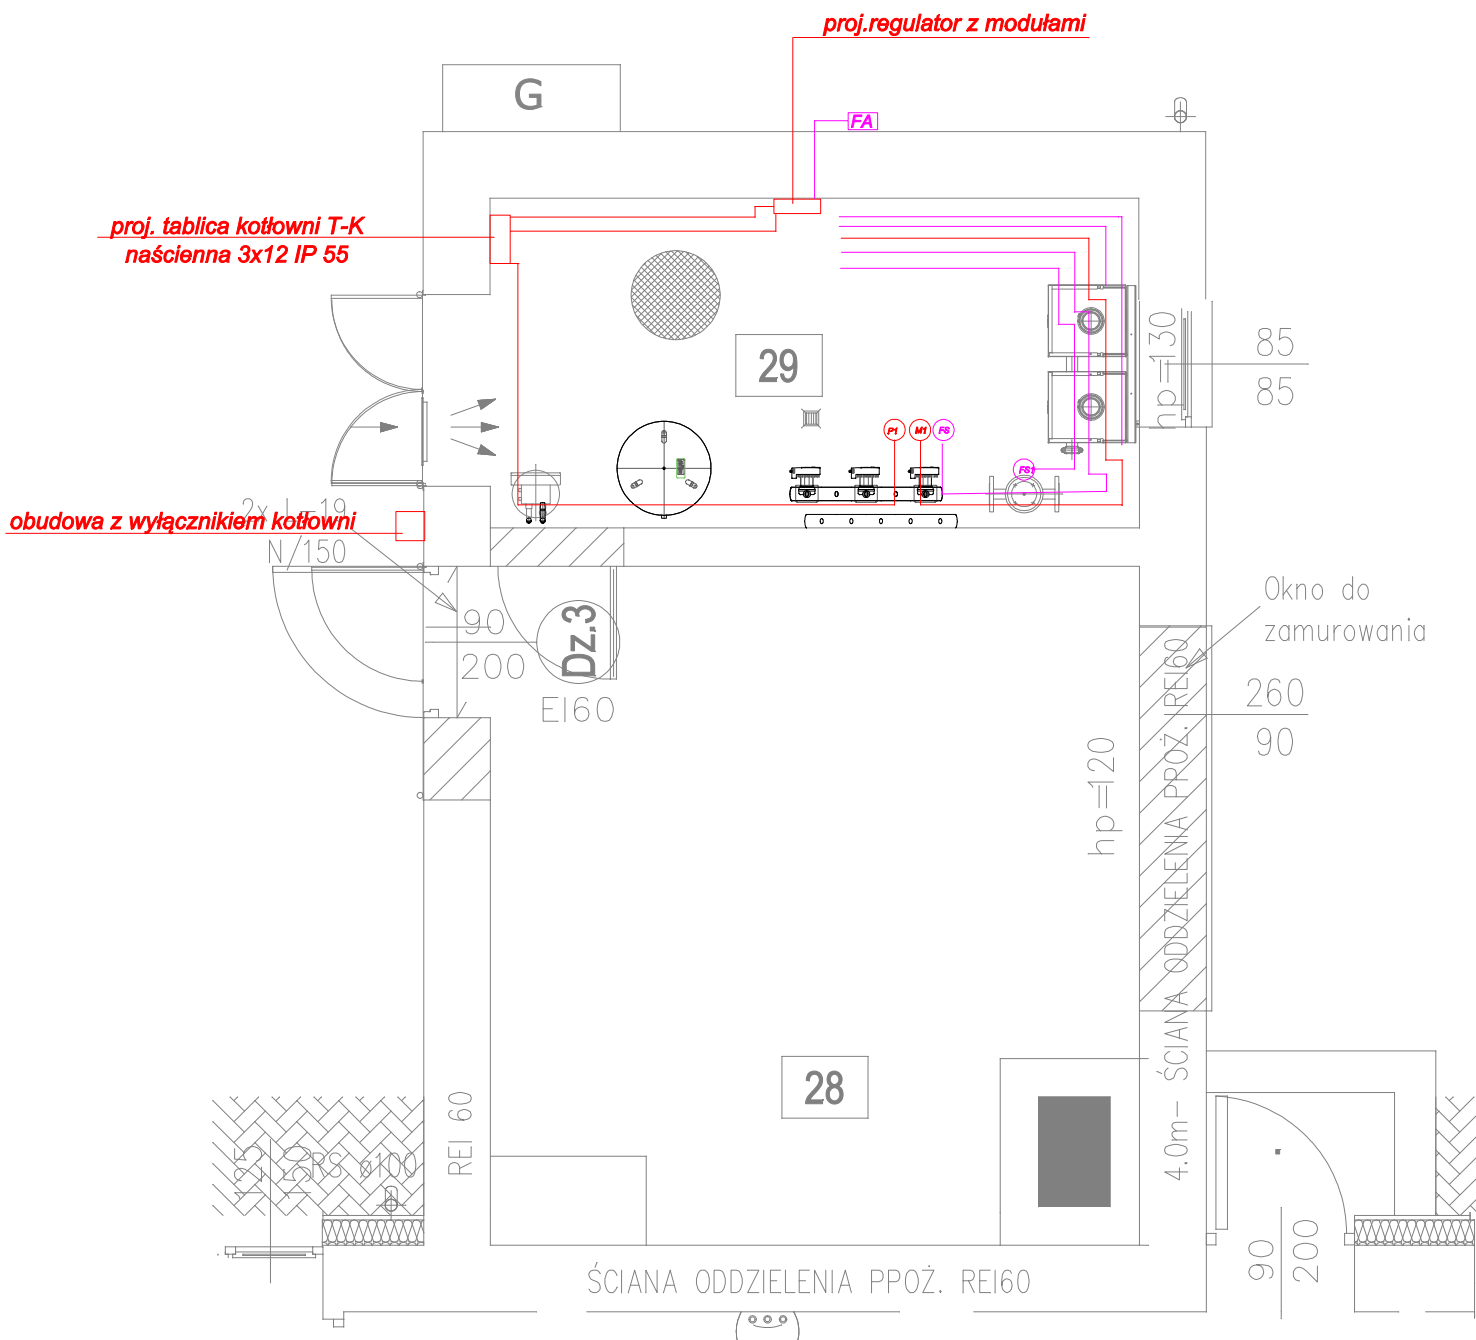 proj.regulator z modułami
G
FA
proj. tablica kotłowni T-K
naścienna 3x12 IP 55
29
hp=130
85
85
P1
M1
FS
FS1
obudowa z wyłącznikiem kotłowni
N/150
90
200
Dz.3
EI60
Okno do
zamurowania
260
90
hp=120
4.0m- ŚCIANA ODDZIELENIA PPOŻ. REI60
28
REI 60
RS ø100
90
200
ŚCIANA ODDZIELENIA PPOŻ. REI60